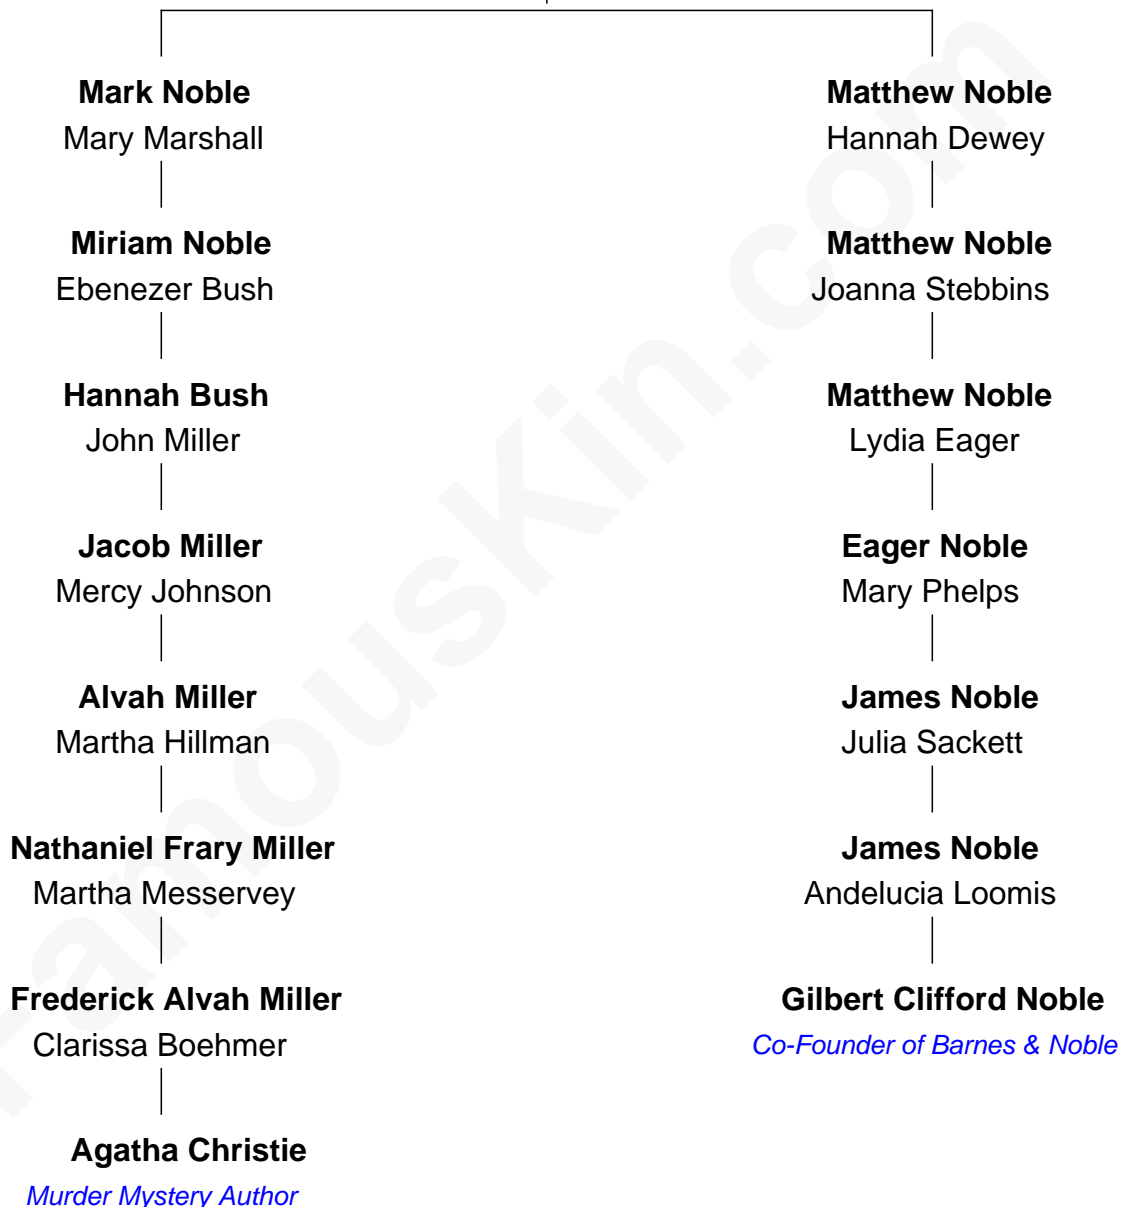 Mark Noble
Mary Marshall
Miriam Noble
Ebenezer Bush
Hannah Bush
John Miller
Jacob Miller
Mercy Johnson
Alvah Miller
Martha Hillman
Nathaniel Frary Miller
Martha Messervey
Frederick Alvah Miller
Clarissa Boehmer
Agatha Christie
Murder Mystery Author
Matthew Noble
Hannah Dewey
Matthew Noble
Joanna Stebbins
Matthew Noble
Lydia Eager
Eager Noble
Mary Phelps
James Noble
Julia Sackett
James Noble
Andelucia Loomis
Gilbert Clifford Noble
Co-Founder of Barnes & Noble
FamousKin.com